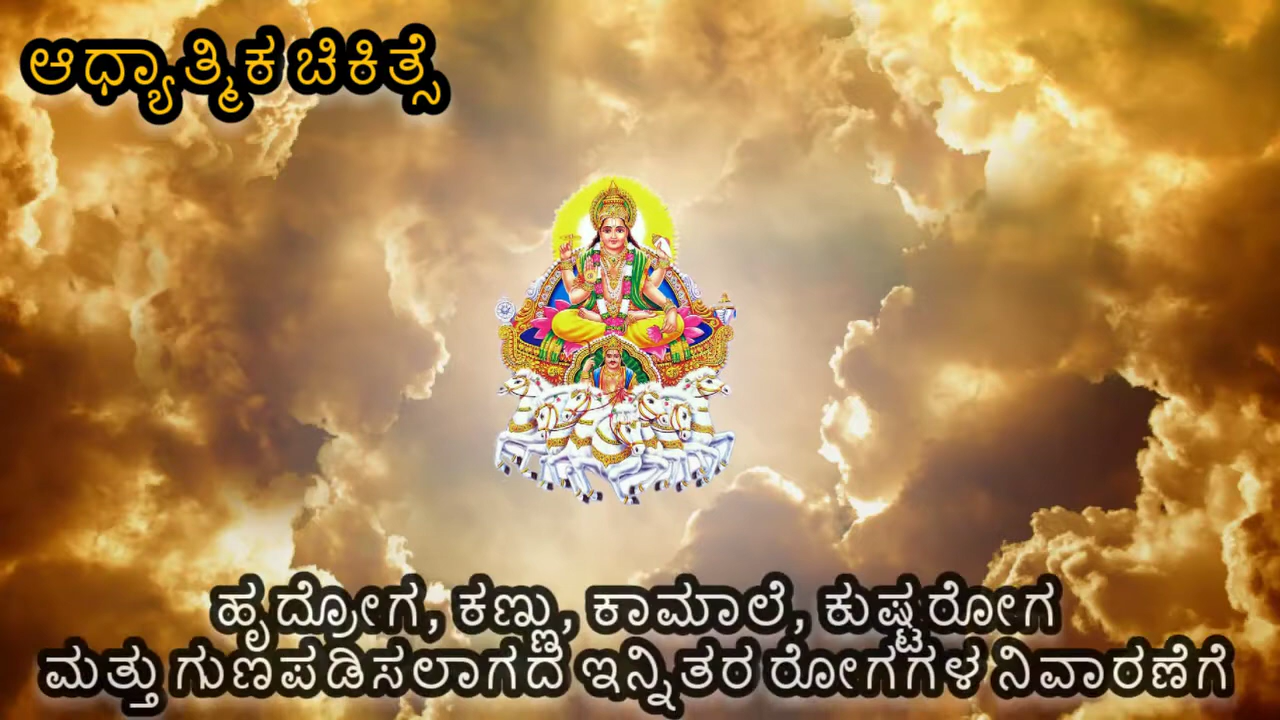 ಆಧ್ಯಾತ್ಮಿಕ ಚಿಕಿತ್ಸೆ
ಹೃದ್ರೋಗ, ಕಣ್ಣು, ಕಾಮಾಲೆ, ಕುಷ್ಟರೋಗ
ಮತ್ತು ಗುಣಪಡಿಸಲಾಗದ ಇನ್ನಿತರ ರೋಗಗಳ ನಿವಾರಣೆಗೆ